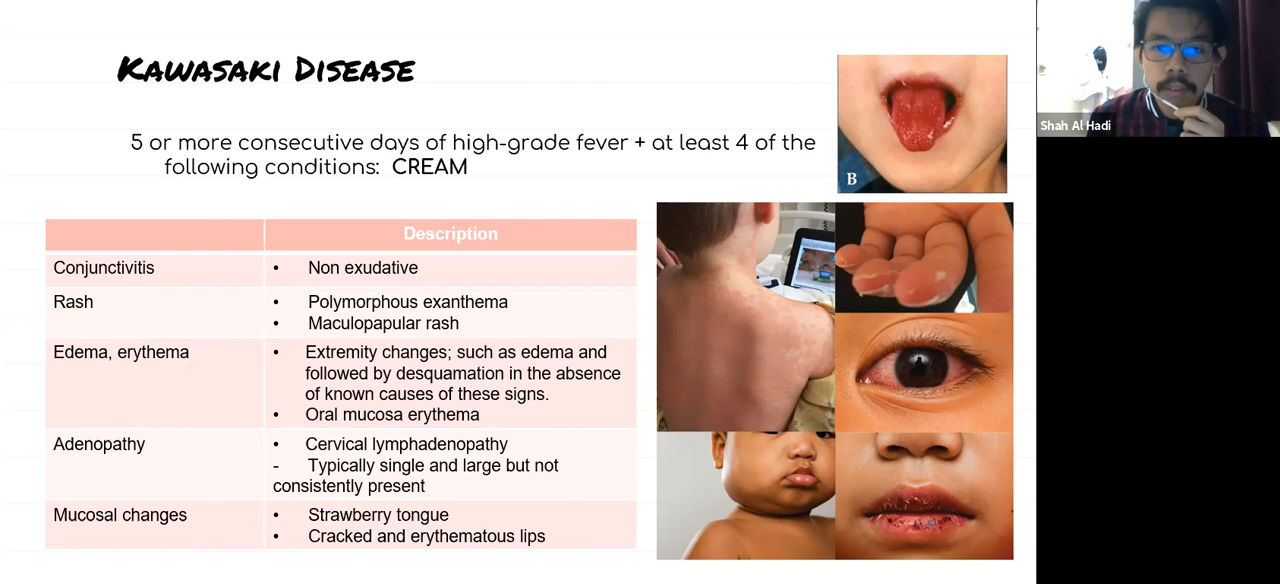 Kawasaki Disease
5 or more consecutive days of high-grade fever + at least 4 of the
following conditions: CREAM
Description
Conjunctivitis
• Non exudative
Rash
• Polymorphous exanthema
• Maculopapular rash
Edema, erythema
• Extremity changes; such as edema and
followed by desquamation in the absence
of known causes of these signs.
• Oral mucosa erythema
Adenopathy
• Cervical lymphadenopathy
- Typically single and large but not
consistently present
Mucosal changes
• Strawberry tongue
• Cracked and erythematous lips
B
Shah Al Hadi